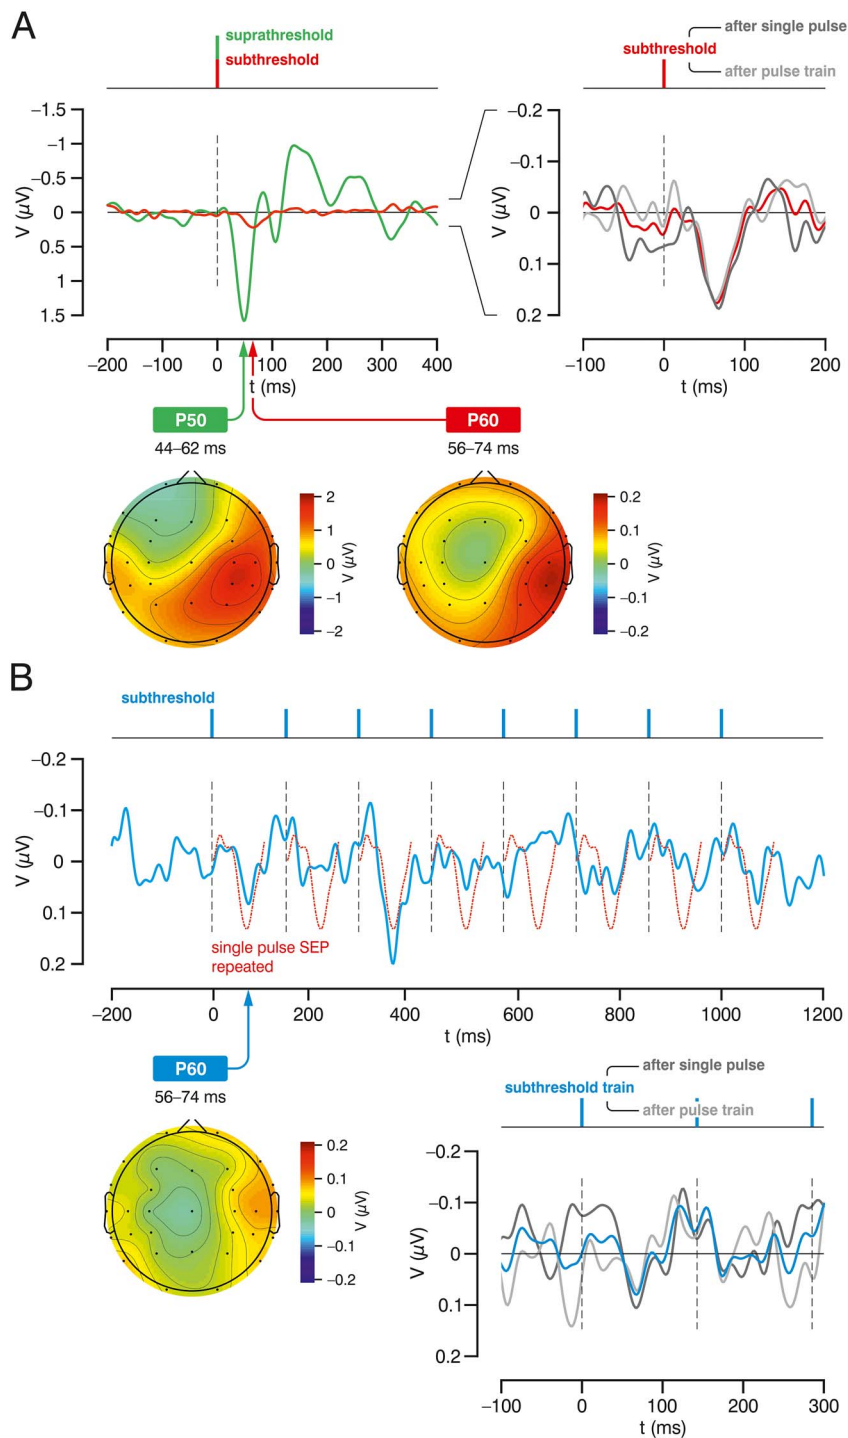 A
suprathreshold
subthreshold
after single pulse
subthreshold
after pulse train
−1.5
−1
−0.5
0
0.5
1
1.5
V (µV)
−0.2
−0.1
0
0.1
0.2
V (µV)
−200 −100 0 100 200 300 400
t (ms)
−100 0 100 200
t (ms)
P50
44–62 ms
P60
56–74 ms
2
1
0
−1
−2
V (µV)
0.2
0.1
0
−0.1
−0.2
V (µV)
B
subthreshold
−0.2
−0.1
0
0.1
0.2
V (µV)
single pulse SEP
repeated
−200 0 200 400 600 800 1000 1200
t (ms)
P60
56–74 ms
0.2
0.1
0
−0.1
−0.2
V (µV)
after single pulse
subthreshold train
after pulse train
−0.2
−0.1
0
0.1
0.2
V (µV)
−100 0 100 200 300
t (ms)